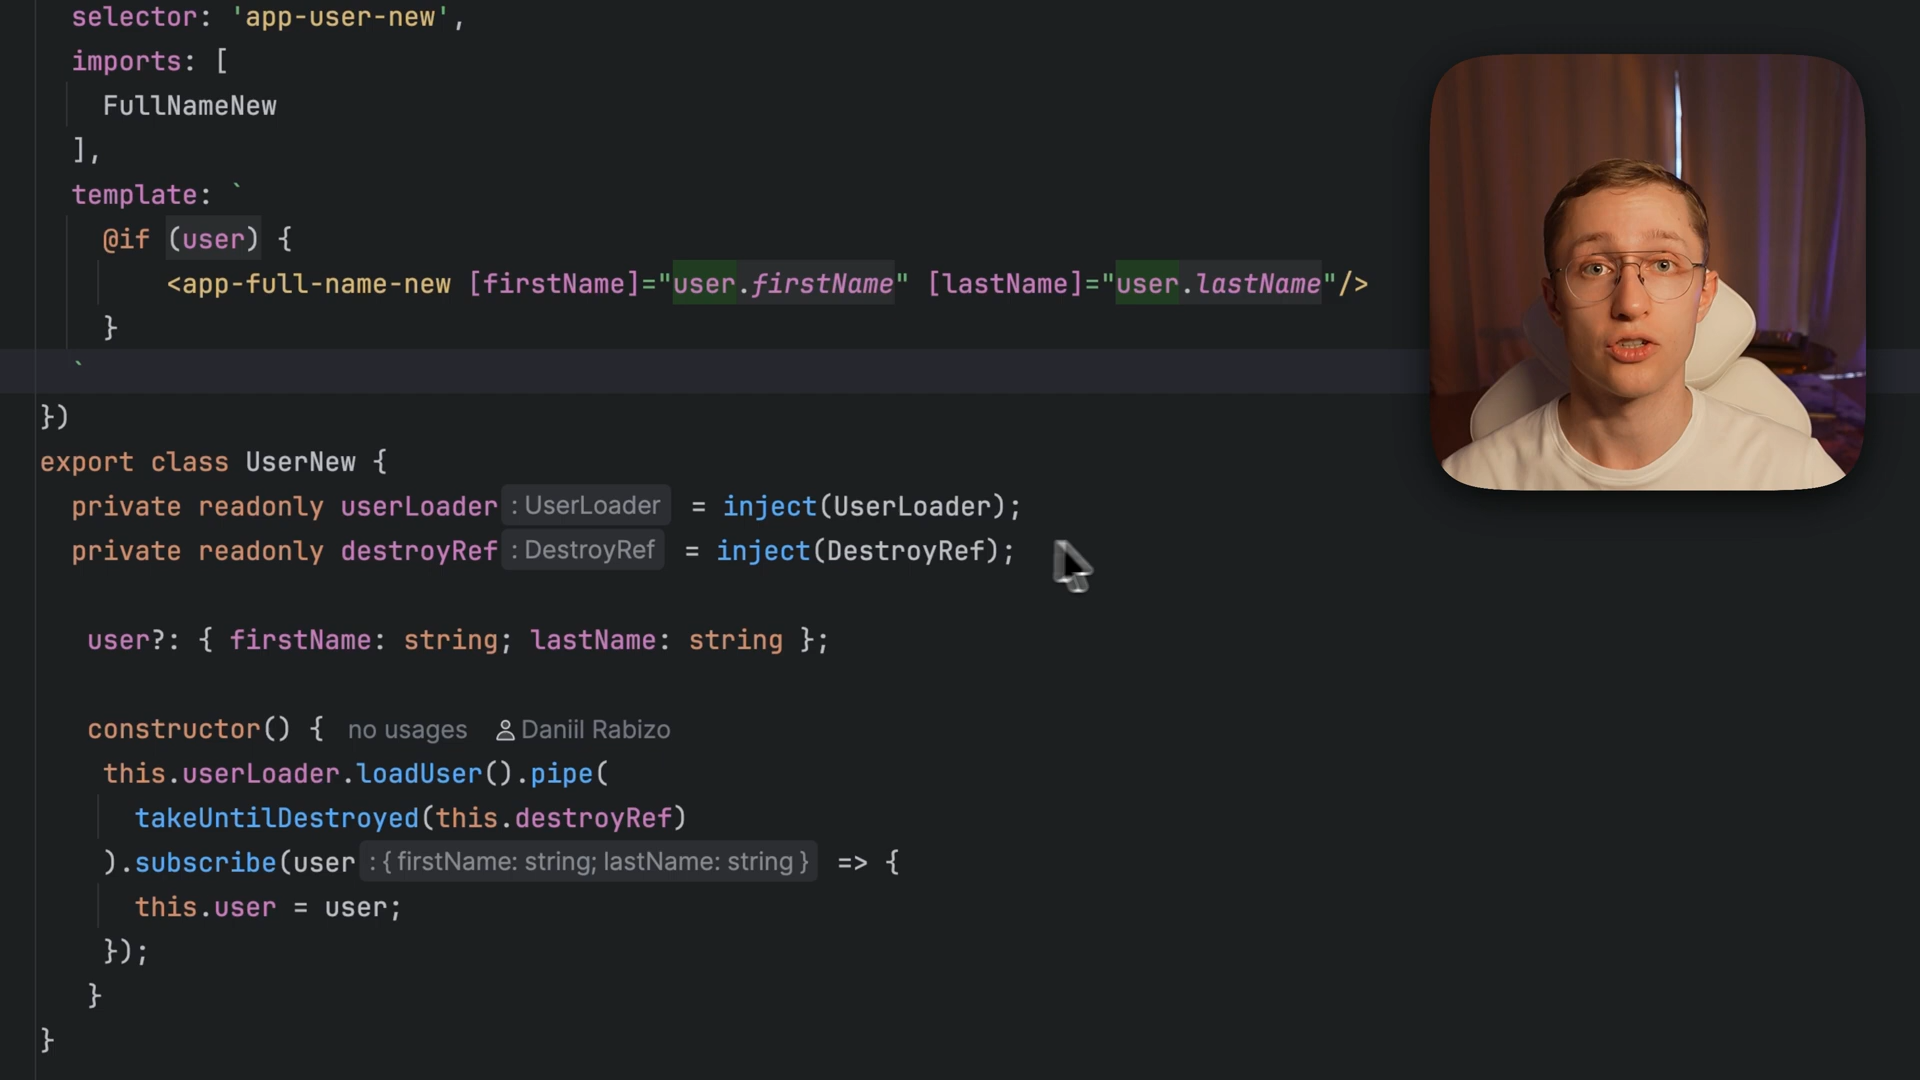 selector: 'app-user-new',
imports: [
FullNameNew
],
template: `
@if (user) {
<app-full-name-new [firstName]="user.firstName" [lastName]="user.lastName"/>
}
`
})
export class UserNew {
private readonly userLoader : UserLoader = inject(UserLoader);
private readonly destroyRef : DestroyRef = inject(DestroyRef);
user?: { firstName: string; lastName: string };
constructor() { no usages Daniil Rabizo
this.userLoader.loadUser().pipe(
takeUntilDestroyed(this.destroyRef)
).subscribe(user : { firstName: string; lastName: string } => {
this.user = user;
});
}
}